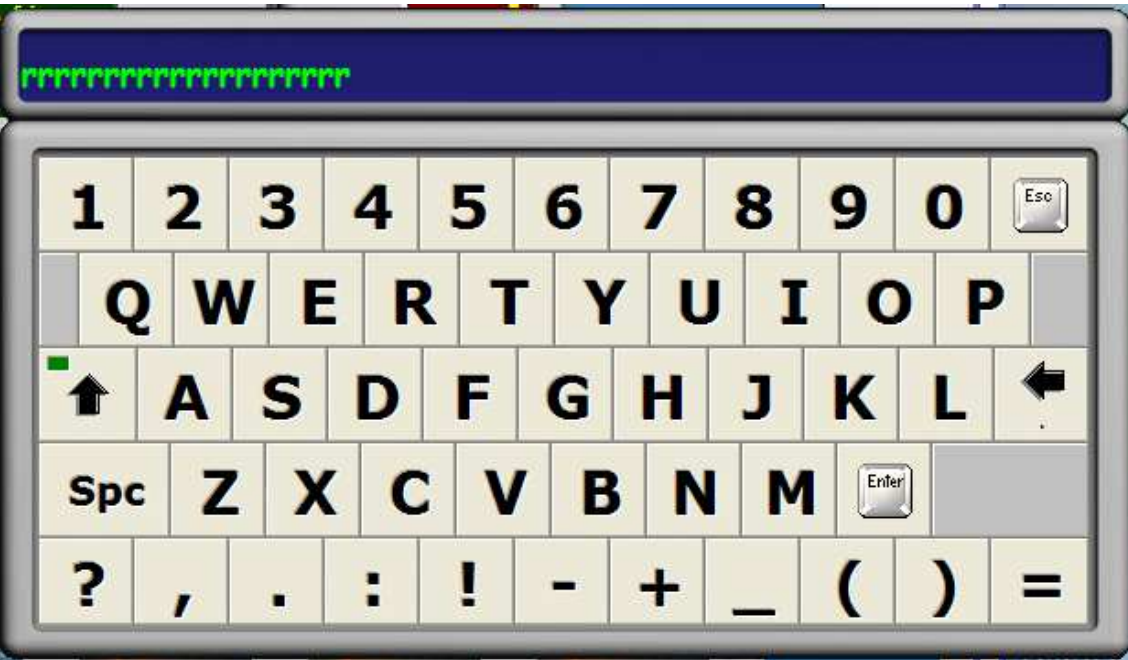 rrrrrrrrrrrrrrrrrrrr
1 2 3 4 5 6 7 8 9 0 Esc
Q W E R T Y U I O P
A S D F G H J K L
Spc Z X C V B N M Enter
? , . : ! - + _ ( ) =